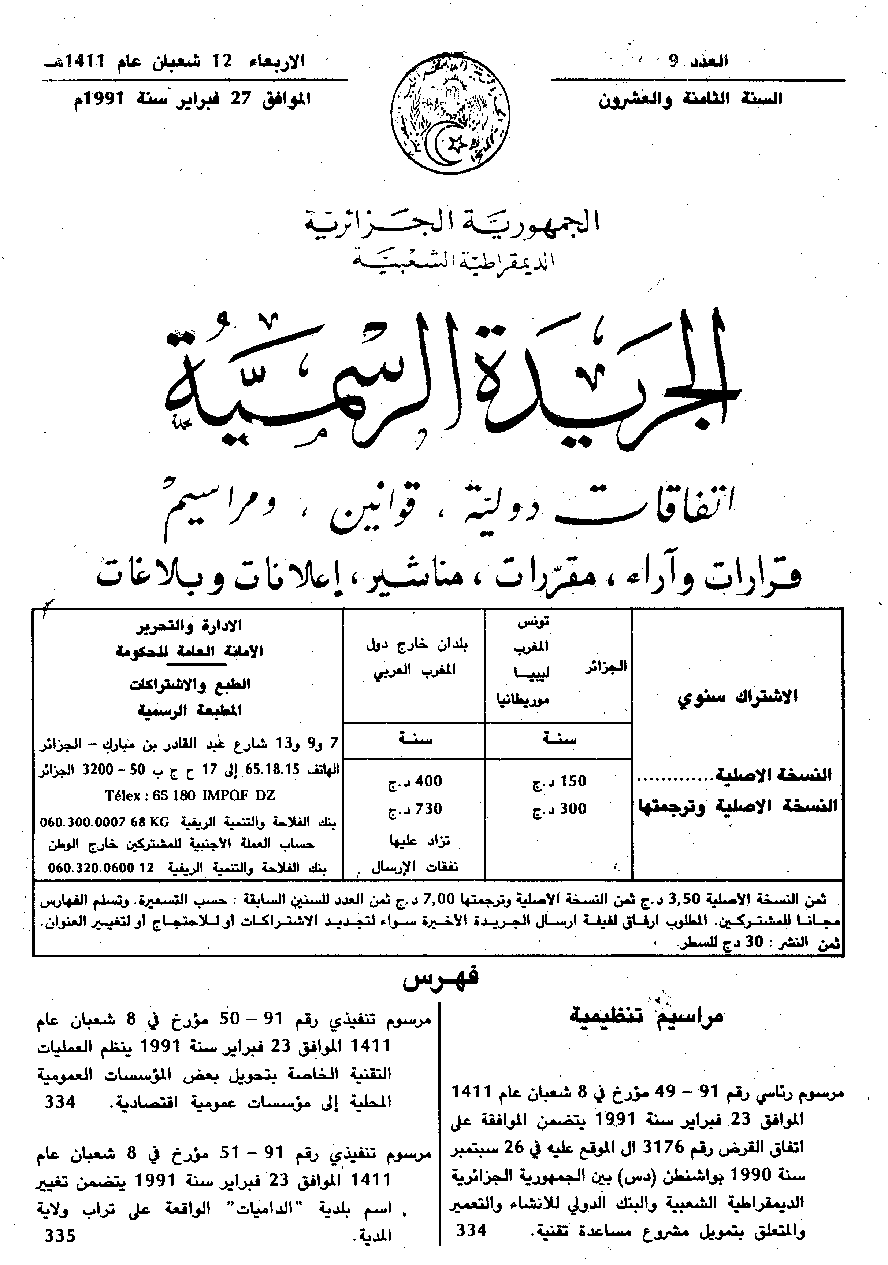 العدد 9
السنة الثامنة والعشرون
الاربعاء 12 شعبان عام 1411هـ
الموافق 27 فبراير سنة 1991م
الجمهورية الجزائرية
الديمقراطية الشعبية
الجريدة الرسمية
اتفاقات دولية ، قوانين ، ومراسيم
قرارات وآراء ، مقررات ، مناشير ، إعلانات وبلاغات
الاشتراك سنوي
الجزائر
تونس
المغرب
ليبيا
موريطانيا
بلدان خارج دول
المغرب العربي
سنة
سنة
النسخة الاصلية............. 150 د.ج 400 د.ج
النسخة الاصلية وترجمتها 300 د.ج 730 د.ج
تزاد عليها
نفقات الإرسال
الادارة والتحرير
الامانة العامة للحكومة
الطبع والاشتراكات
المطبعة الرسمية
7 و9 و13 شارع عبد القادر بن مبارك – الجزائر
الهاتف 65.18.15 إلى 17 ح ج ب 50 – 3200 الجزائر
Télex : 65 180 IMPOF DZ
بنك الفلاحة والتنمية الريفية 060.300.0007 68 KG
حساب العملة الأجنبية للمشتركين خارج الوطن
بنك الفلاحة والتنمية الريفية 060.320.0600 12
ثمن النسخة الاصلية 3,50 د.ج ثمن النسخة الاصلية وترجمتها 7,00 د.ج ثمن العدد للسنين السابقة : حسب التسعيرة. وتسلم الفهارس
مجانا للمشتركين. المطلوب ارفاق لفيفة ارسال الجريدة الأخيرة سواء لتجديد الاشتراكات أو للاحتجاج أو لتغيير العنوان.
ثمن النشر : 30 دج للسطر.
فهرس
مراسيم تنظيمية
مرسوم رئاسي رقم 91 – 49 مؤرخ في 8 شعبان عام 1411
الموافق 23 فبراير سنة 1991 يتضمن الموافقة على
اتفاق القرض رقم 3176 ال الموقع عليه في 26 سبتمبر
سنة 1990 بواشنطن (دس) بين الجمهورية الجزائرية
الديمقراطية الشعبية والبنك الدولي للانشاء والتعمير
والمتعلق بتمويل مشروع مساعدة تقنية. 334
مرسوم تنفيذي رقم 91 – 50 مؤرخ في 8 شعبان عام
1411 الموافق 23 فبراير سنة 1991 ينظم العمليات
التقنية الخاصة بتحويل بعض المؤسسات العمومية
المحلية إلى مؤسسات عمومية اقتصادية. 334
مرسوم تنفيذي رقم 91 – 51 مؤرخ في 8 شعبان عام
1411 الموافق 23 فبراير سنة 1991 يتضمن تغيير
اسم بلدية "الداميات" الواقعة على تراب ولاية
المدية. 335